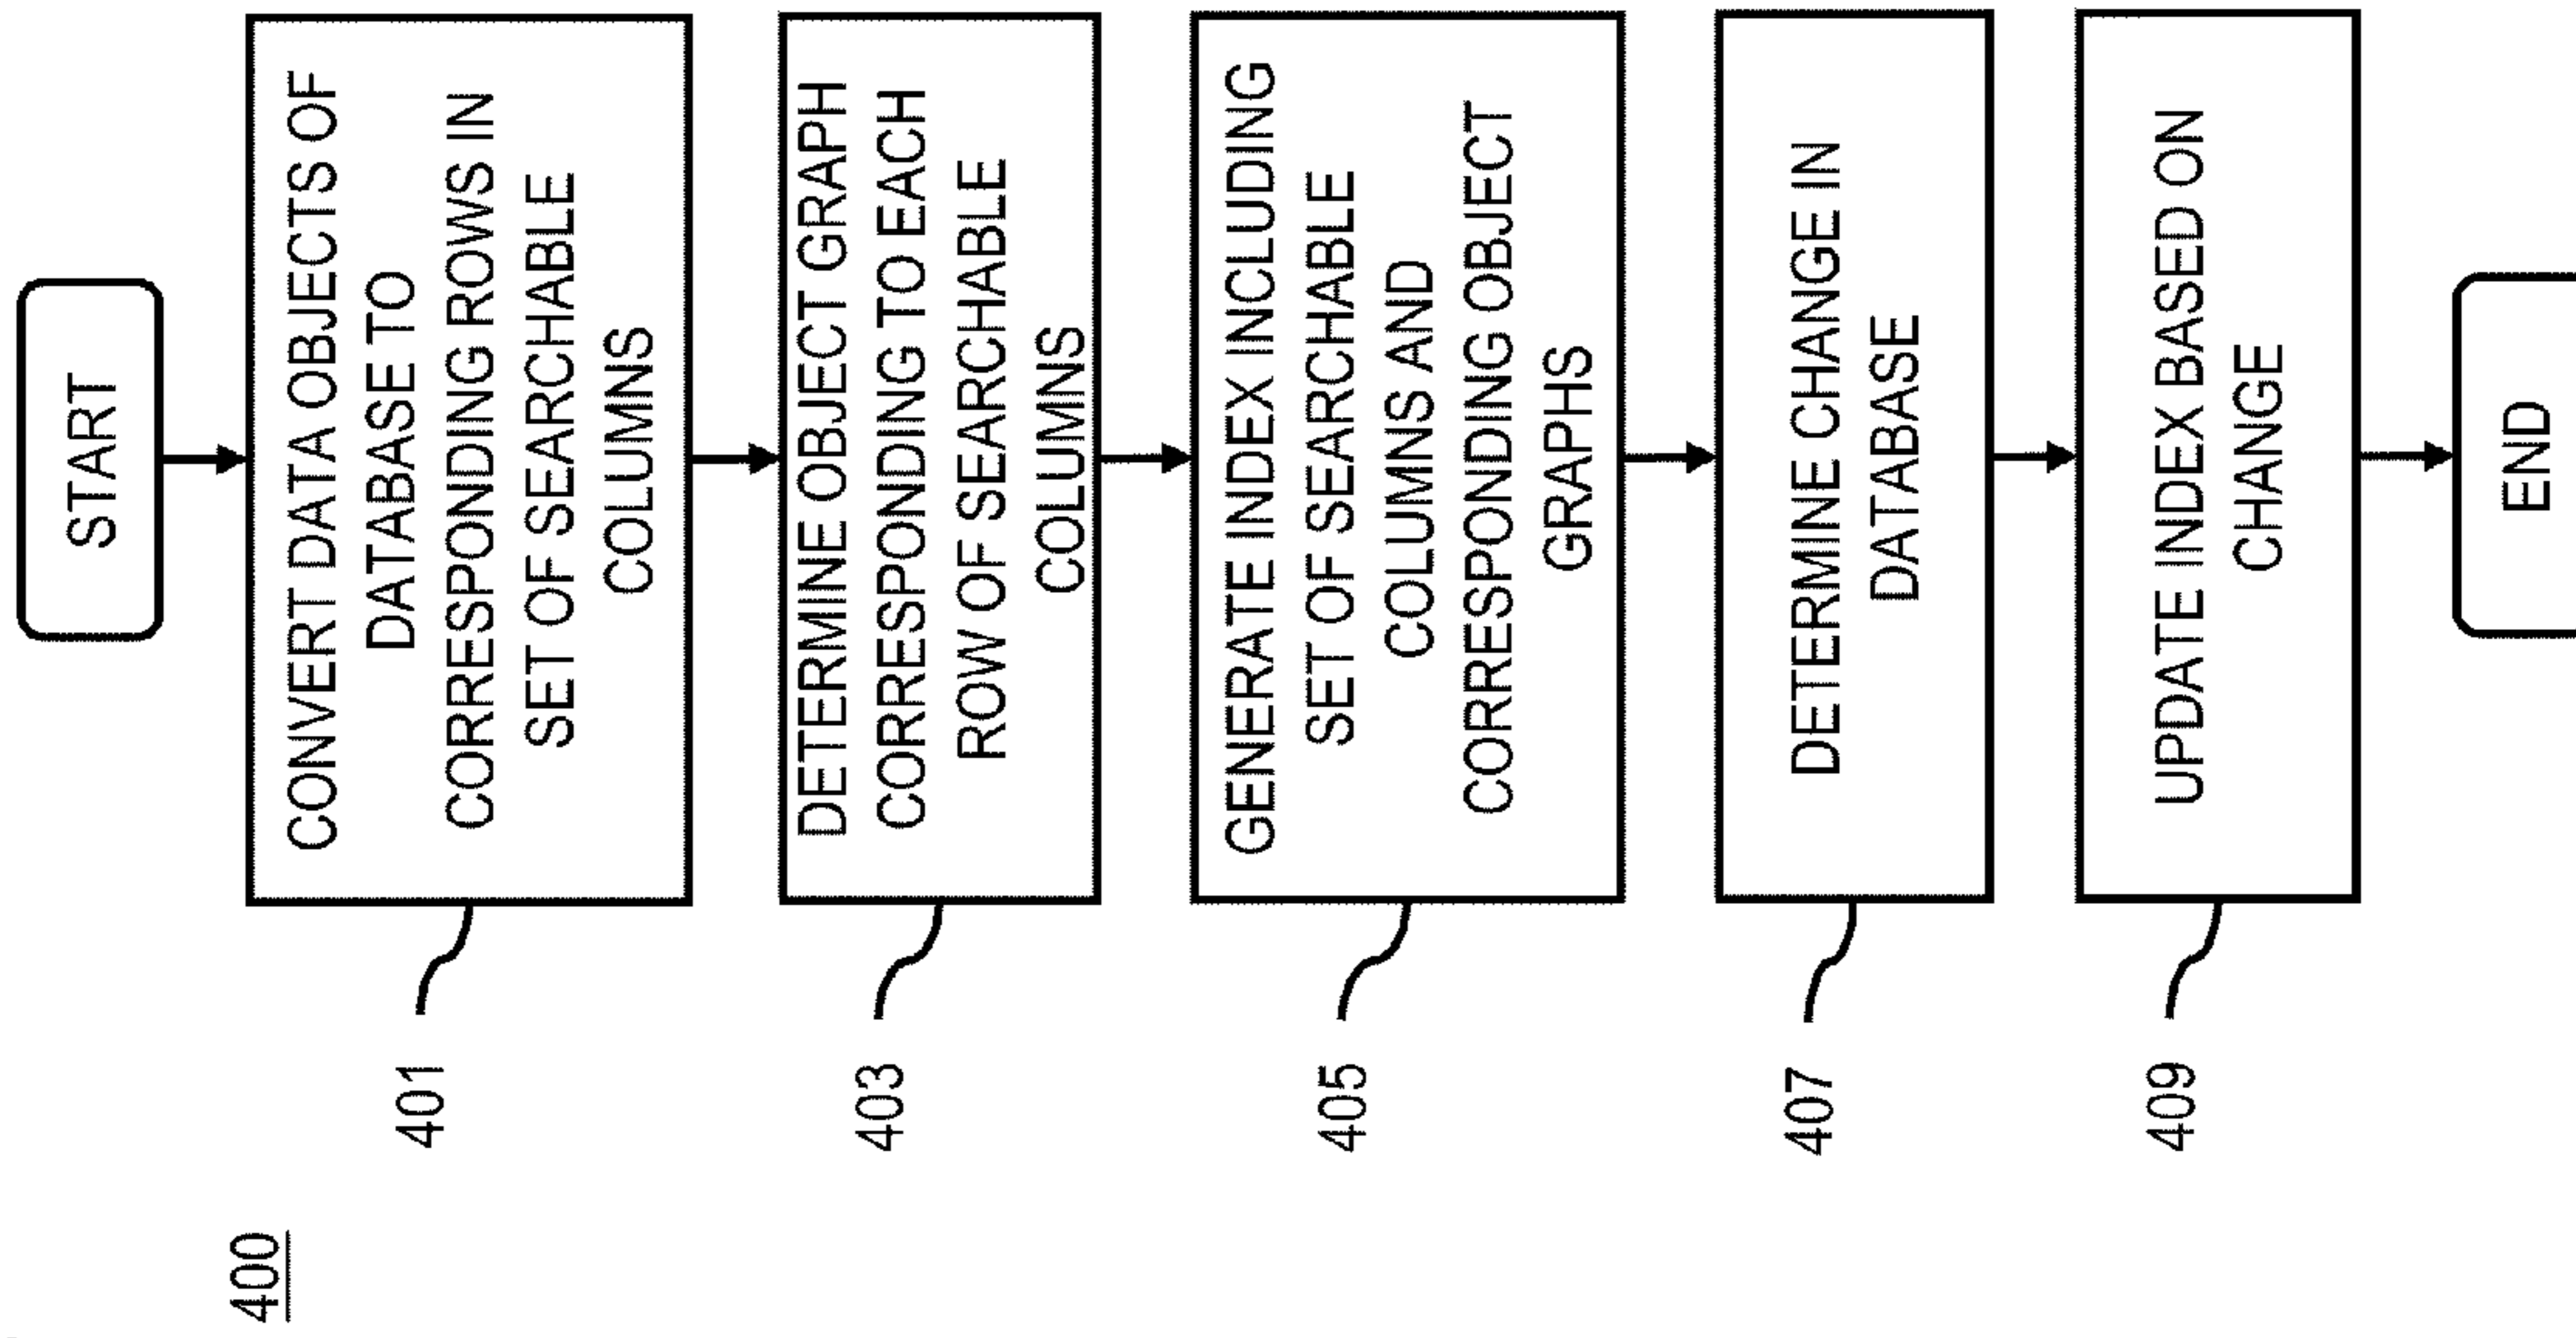 400
START
401
CONVERT DATA OBJECTS OF
DATABASE TO
CORRESPONDING ROWS IN
SET OF SEARCHABLE
COLUMNS
403
DETERMINE OBJECT GRAPH
CORRESPONDING TO EACH
ROW OF SEARCHABLE
COLUMNS
405
GENERATE INDEX INCLUDING
SET OF SEARCHABLE
COLUMNS AND
CORRESPONDING OBJECT
GRAPHS
407
DETERMINE CHANGE IN
DATABASE
409
UPDATE INDEX BASED ON
CHANGE
END